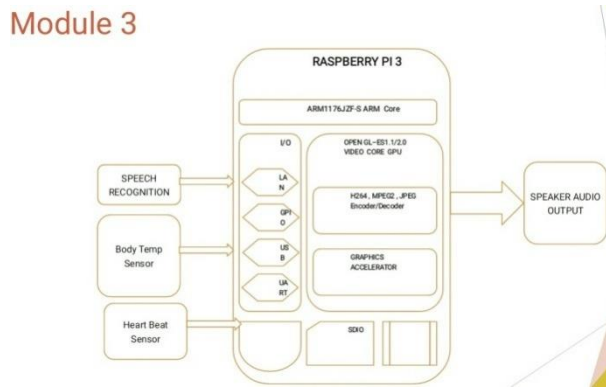 Module 3
RASPBERRY PI 3
ARM1176JZF-S ARM Core
I/O
LA
N
GPI
O
US
B
UA
RT
OPEN GL-ES1.1/2.0
VIDEO CORE GPU
H264 , MPEG2 , JPEG
Encoder/Decoder
GRAPHICS
ACCELERATOR
SDIO
SPEECH
RECOGNITION
Body Temp
Sensor
Heart Beat
Sensor
SPEAKER AUDIO
OUTPUT